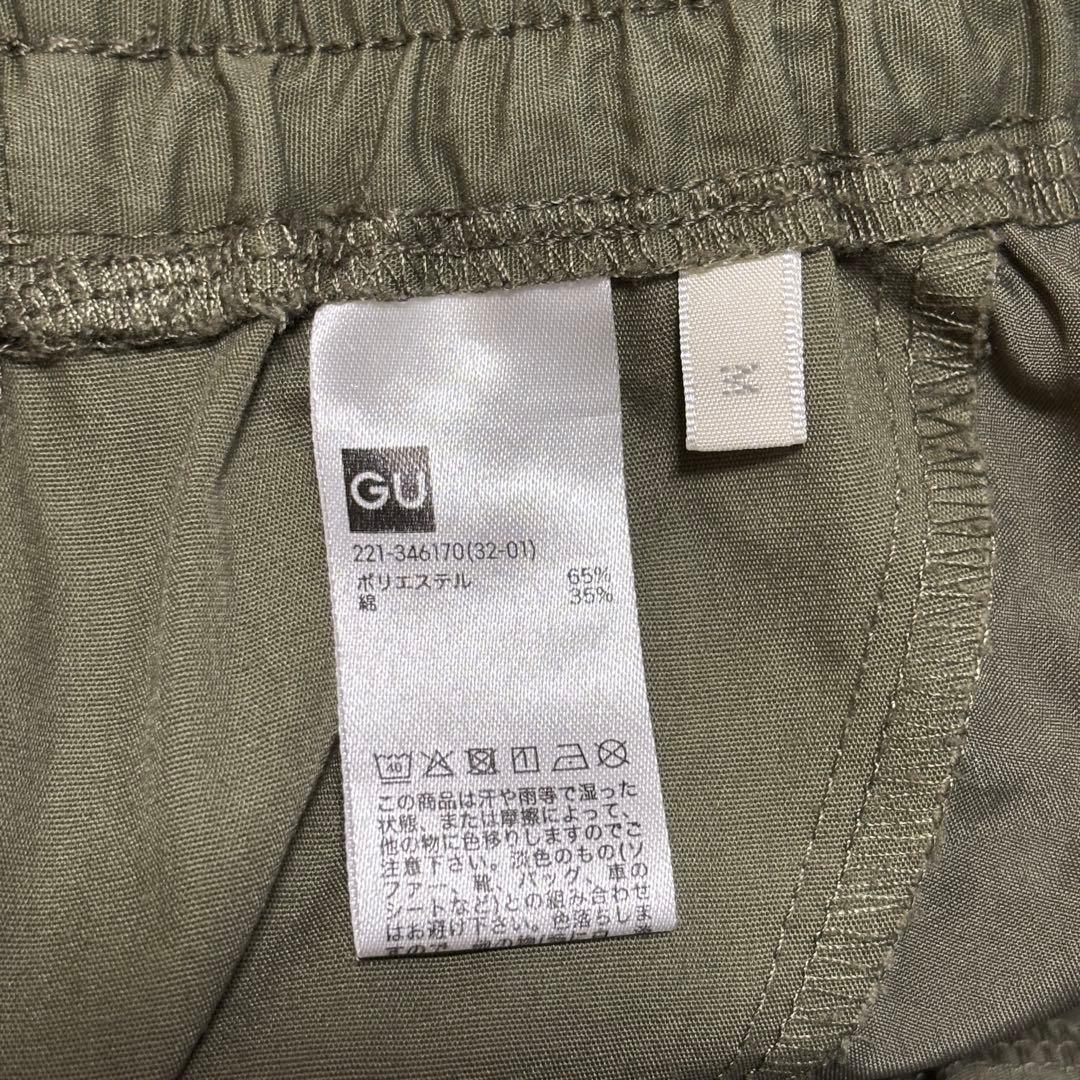 M
GU
221-346170(32-01)
ポリエステル 65%
綿 35%
40
この商品は汗や雨等で湿った
状態、または摩擦によって、
他の物に色移りしますのでご
注意下さい。淡色のもの(ソ
ファー、靴、バッグ、車の
シートなど)との組み合わせ
はお避け下さい。色落ちしま
すので、